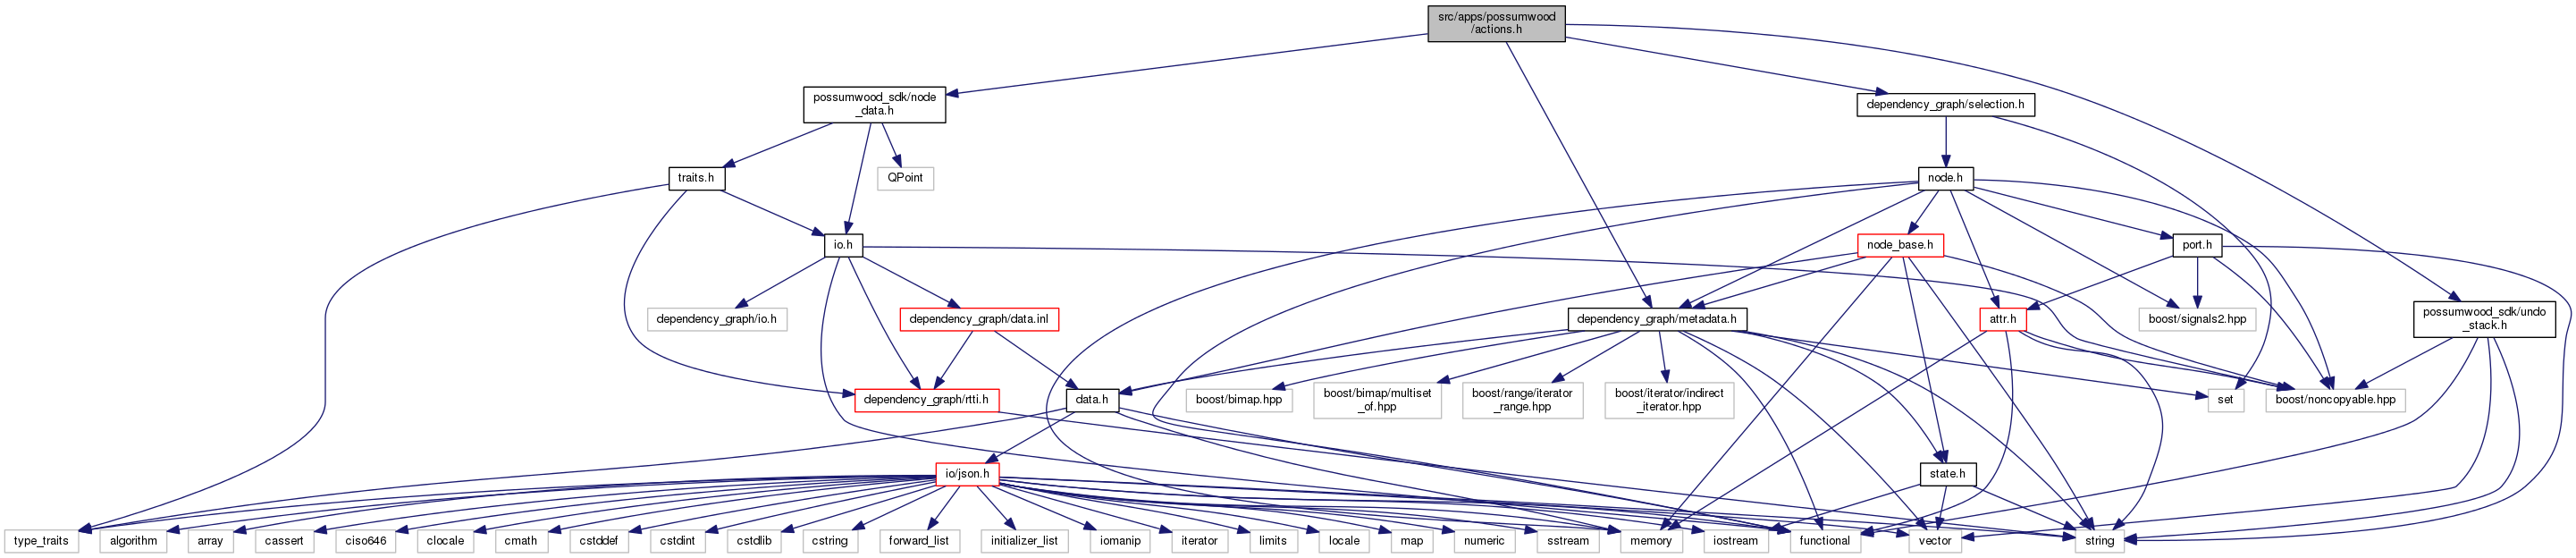 src/apps/possumwood
/actions.h
possumwood_sdk/node
_data.h
dependency_graph/selection.h
traits.h
QPoint
node.h
io.h
node_base.h
port.h
dependency_graph/io.h
dependency_graph/data.inl
dependency_graph/metadata.h
attr.h
boost/signals2.hpp
possumwood_sdk/undo
_stack.h
dependency_graph/rtti.h
data.h
boost/bimap.hpp
boost/bimap/multiset
_of.hpp
boost/range/iterator
_range.hpp
boost/iterator/indirect
_iterator.hpp
set
boost/noncopyable.hpp
io/json.h
state.h
type_traits
algorithm
array
cassert
ciso646
clocale
cmath
cstddef
cstdint
cstdlib
cstring
forward_list
initializer_list
iomanip
iterator
limits
locale
map
numeric
sstream
memory
iostream
functional
vector
string